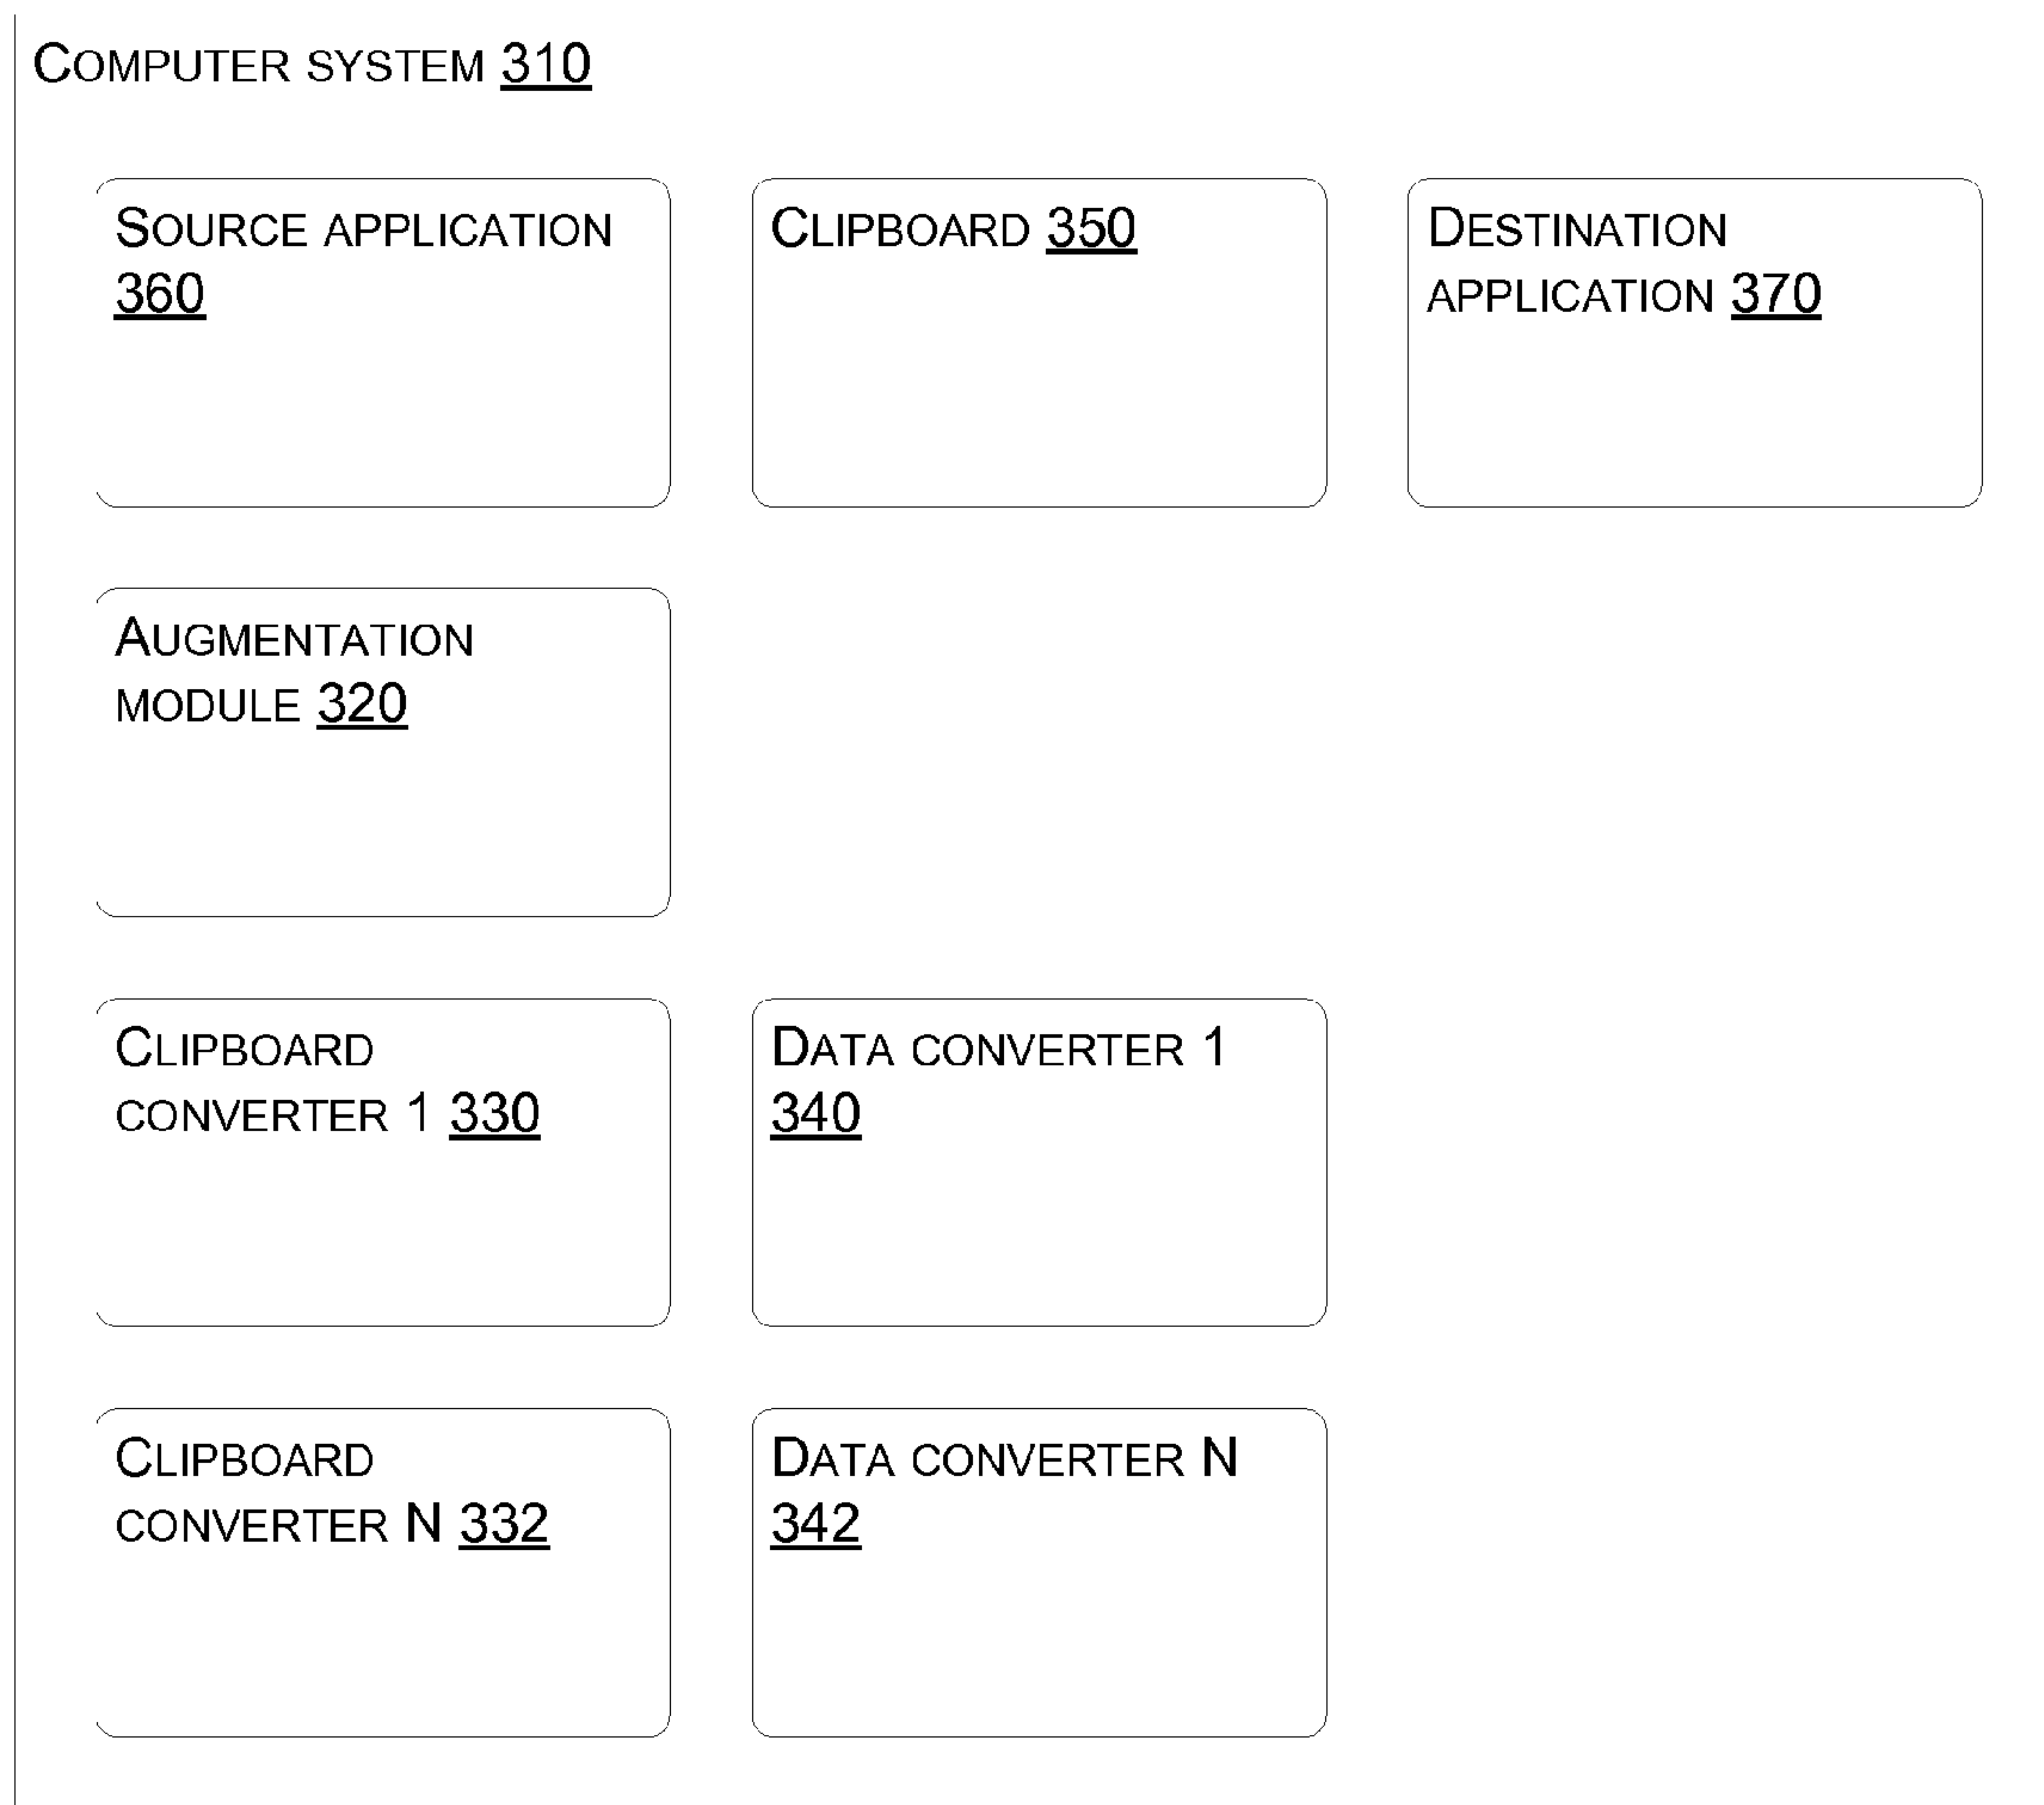 Computer system 310
Source application
360
Clipboard 350
Destination
application 370
Augmentation
module 320
Clipboard
converter 1 330
Data converter 1
340
Clipboard
converter N 332
Data converter N
342